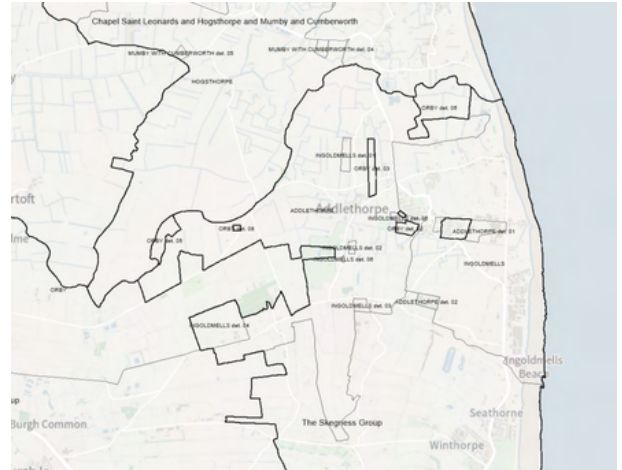 Chapel Saint Leonards and Hogsthorpe and Mumby and Cumberworth
MUMBY WITH CUMBERWORTH det. 05
MUMBY WITH CUMBERWORTH det. 04
HOGSTHORPE
ORBY det. 06
INGOLDMELLS det. 01
ORBY det. 03
Addlethorpe
ADDLETHORPE
INGOLDMELLS det.
ORBY det.
ORBY det.
ADDLETHORPE det. 01
ORBY det. 05
INGOLDMELLS det. 02
INGOLDMELLS det. 06
INGOLDMELLS
ORBY
INGOLDMELLS det. 03
ADDLETHORPE det. 02
INGOLDMELLS det. 04
Ingoldmells
Beach
Seathorne
The Skegness Group
Burgh Common
Winthorpe